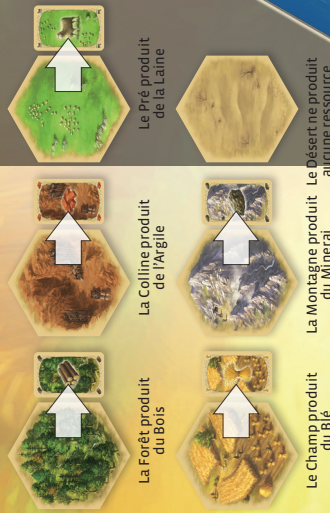 La Forêt produit
du Bois
La Colline produit
de l'Argile
Le Pré produit
de la Laine
Le Champ produit
du Blé
La Montagne produit
du Minerai
Le Désert ne produit
aucune ressource